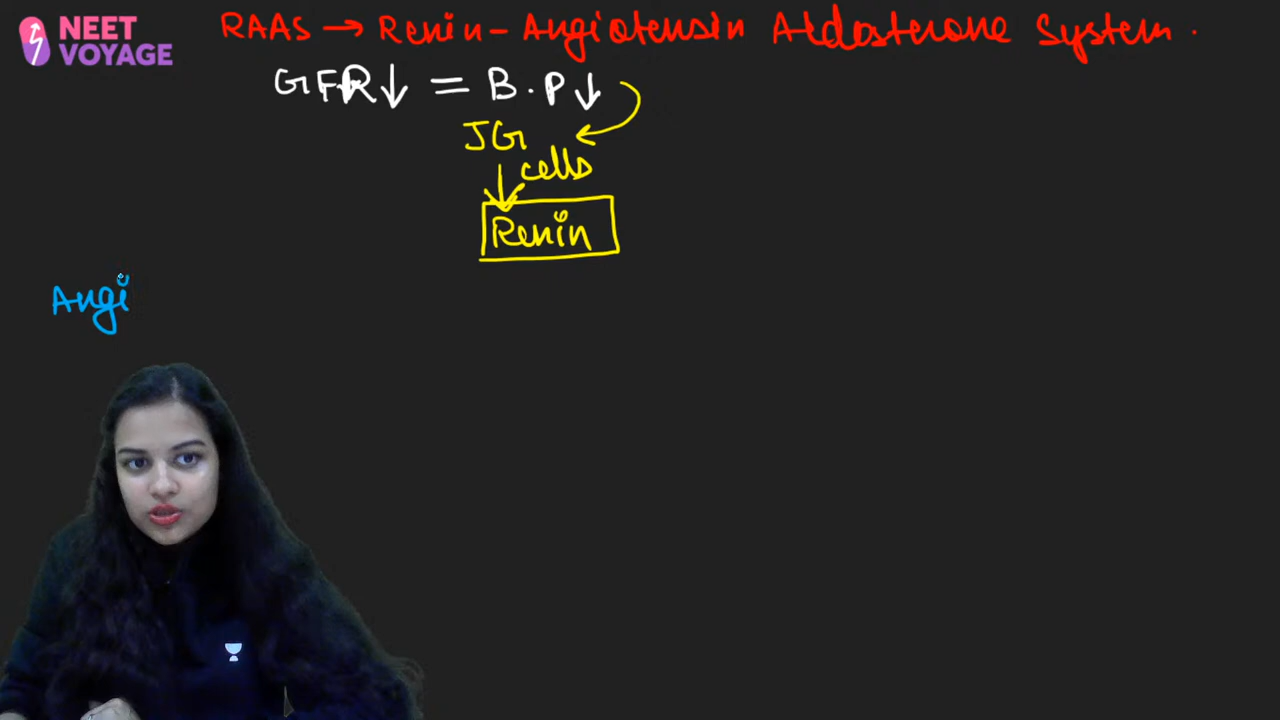 NEET
VOYAGE
RAAS → Renin-Angiotensin Aldosterone System.
GFR↓ = B.P↓
JG
cells
Renin
Angi